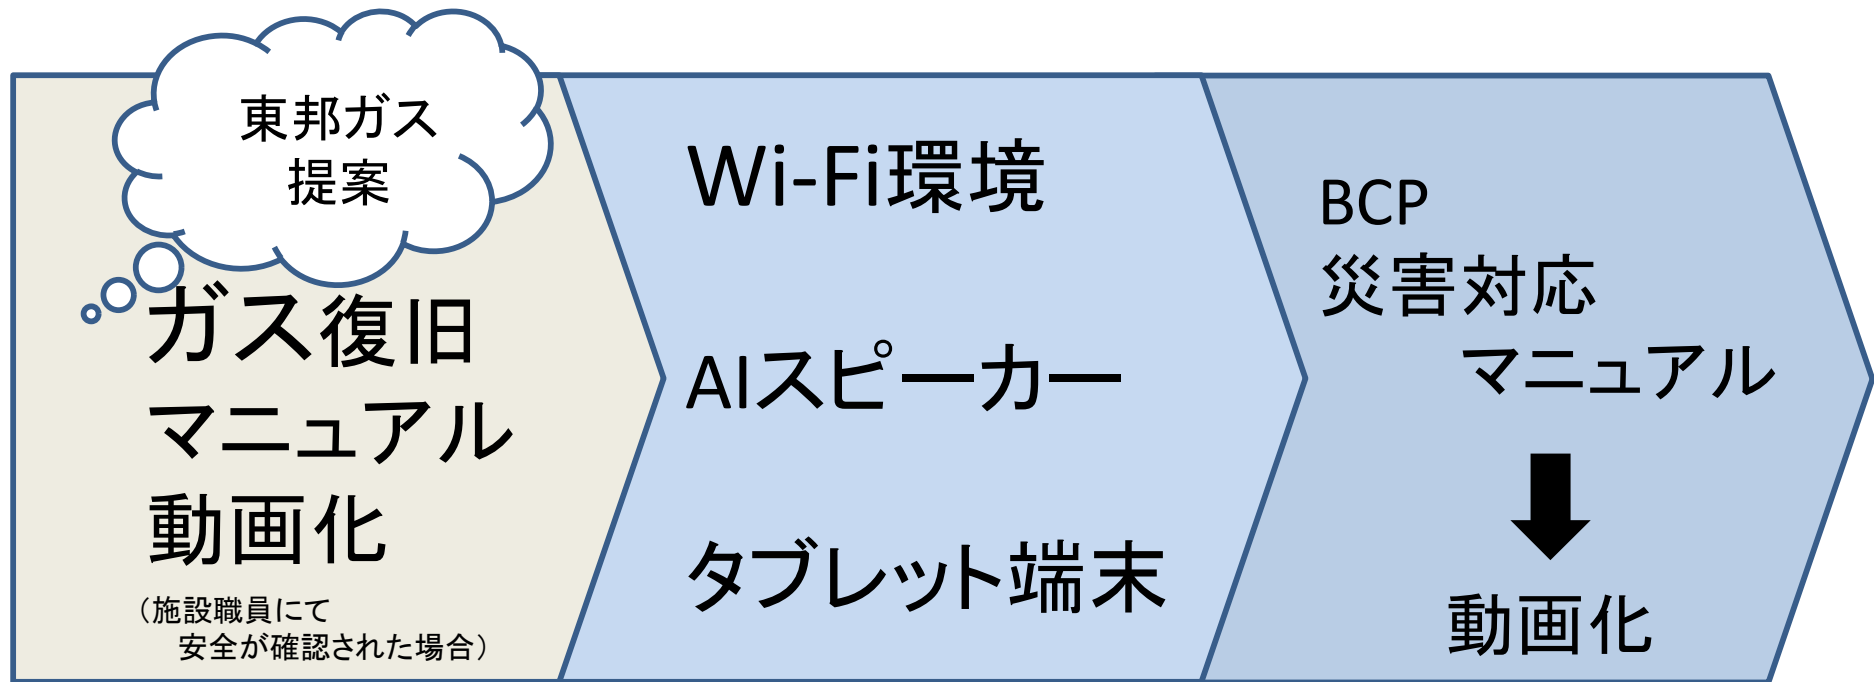 東邦ガス
提案
ガス復旧
マニュアル
動画化
（施設職員にて
安全が確認された場合）
Wi-Fi環境
AIスピーカー
タブレット端末
BCP
災害対応
マニュアル
動画化